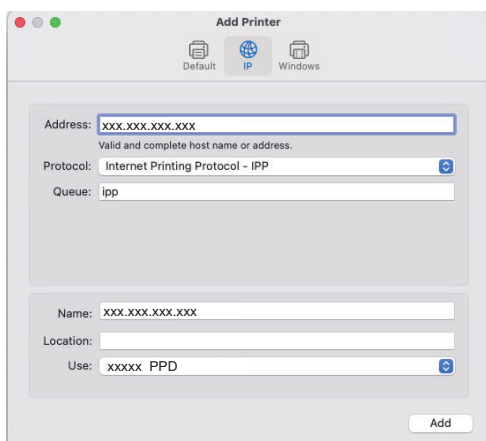 Add Printer
Default IP Windows
Address: xxx.xxx.xxx.xxx
Valid and complete host name or address.
Protocol: Internet Printing Protocol - IPP
Queue: ipp
Name: xxx.xxx.xxx.xxx
Location:
Use: xxxxx PPD
Add